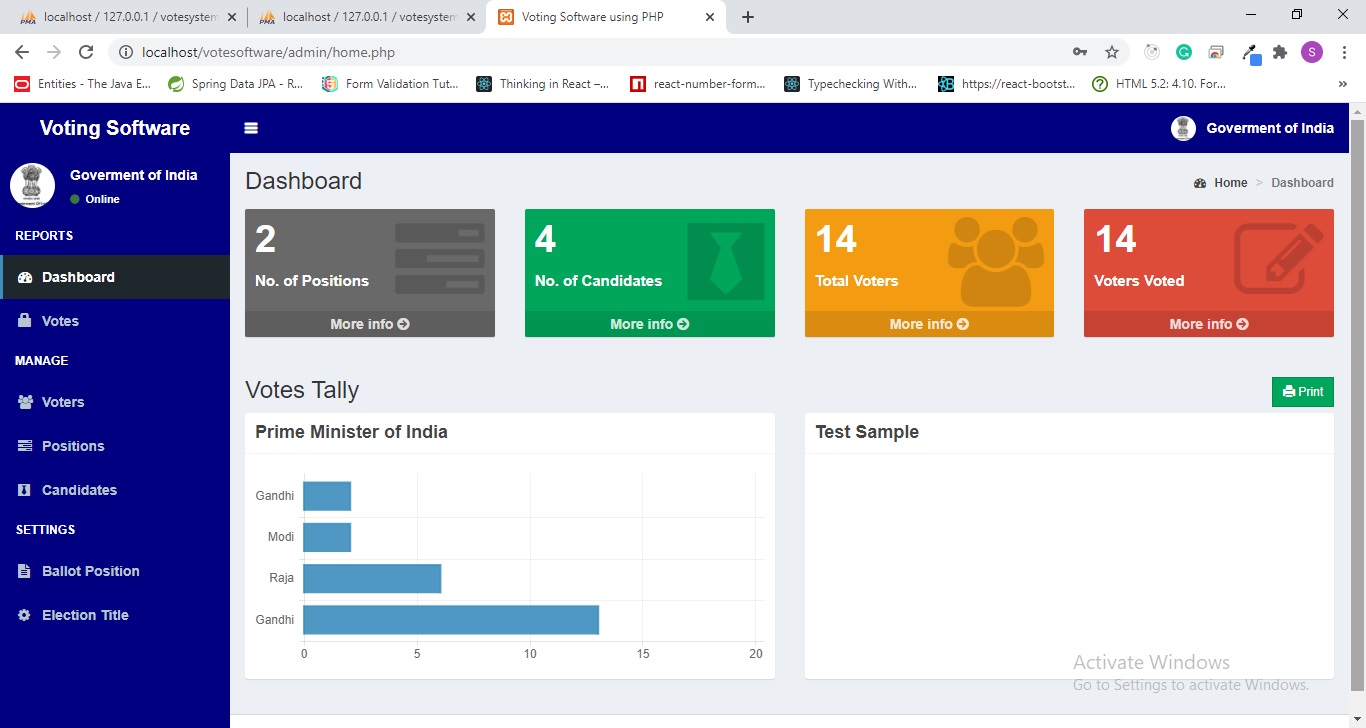 localhost / 127.0.0.1 / votesystem
localhost / 127.0.0.1 / votesystem
Voting Software using PHP
localhost/votesoftware/admin/home.php
S
Entities - The Java E...
Spring Data JPA - R...
Form Validation Tut...
Thinking in React –...
react-number-form...
Typechecking With...
https://react-bootst...
HTML 5.2: 4.10. For...
Voting Software
Goverment of India
Goverment of India
Online
REPORTS
Dashboard
Votes
MANAGE
Voters
Positions
Candidates
SETTINGS
Ballot Position
Election Title
Dashboard
Home > Dashboard
2
No. of Positions
More info
4
No. of Candidates
More info
14
Total Voters
More info
14
Voters Voted
More info
Votes Tally
Print
Prime Minister of India
Gandhi
Modi
Raja
Gandhi
0 5 10 15 20
Test Sample
Activate Windows
Go to Settings to activate Windows.